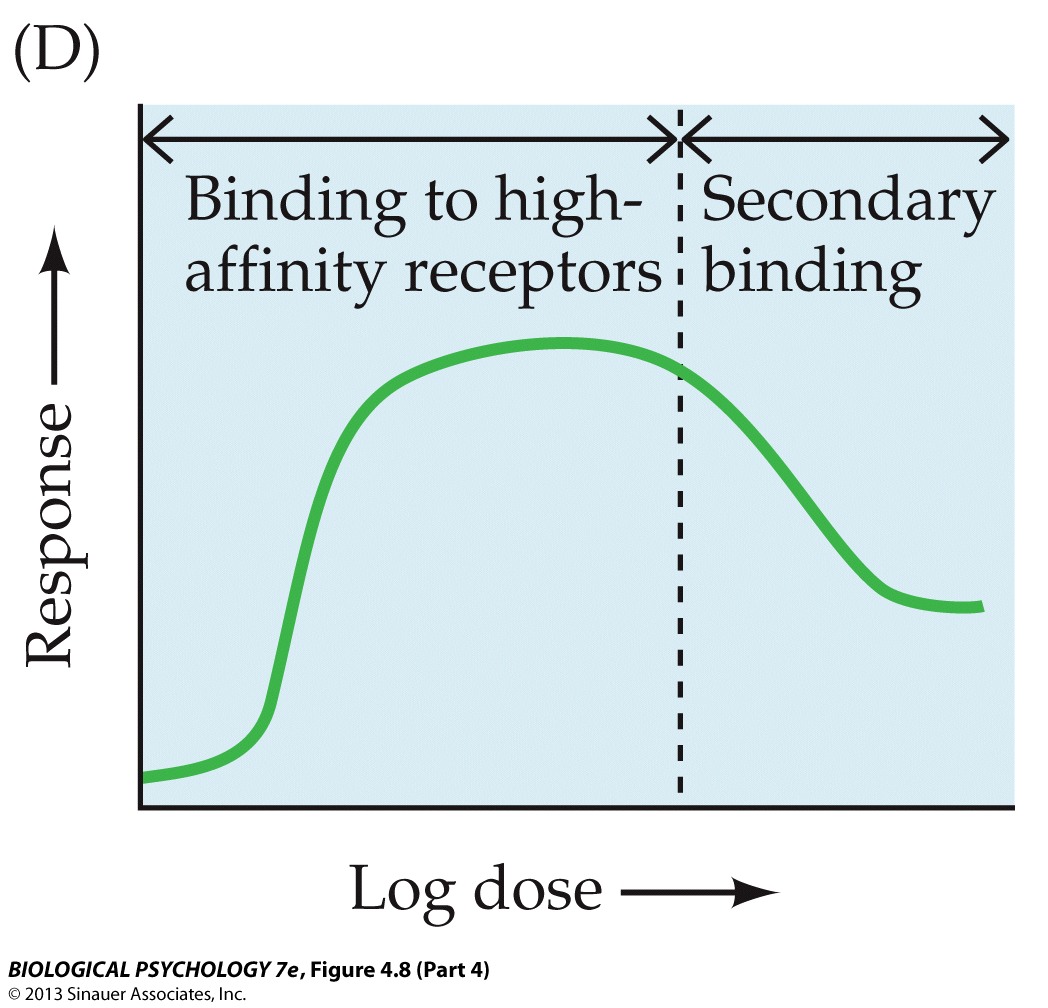 (D)
Binding to high-
affinity receptors
Secondary
binding
Response
Log dose
BIOLOGICAL PSYCHOLOGY 7e, Figure 4.8 (Part 4)
© 2013 Sinauer Associates, Inc.